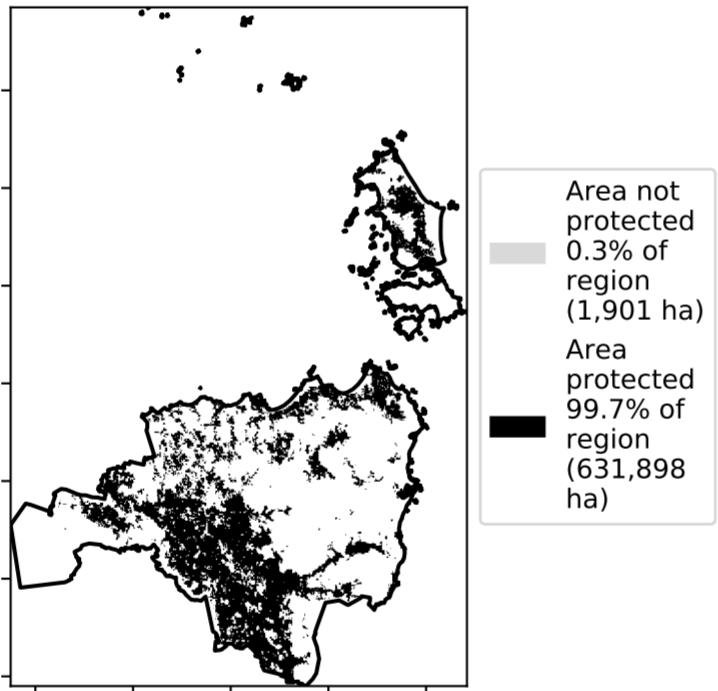 Area not
protected
0.3% of
region
(1,901 ha)
Area
protected
99.7% of
region
(631,898
ha)